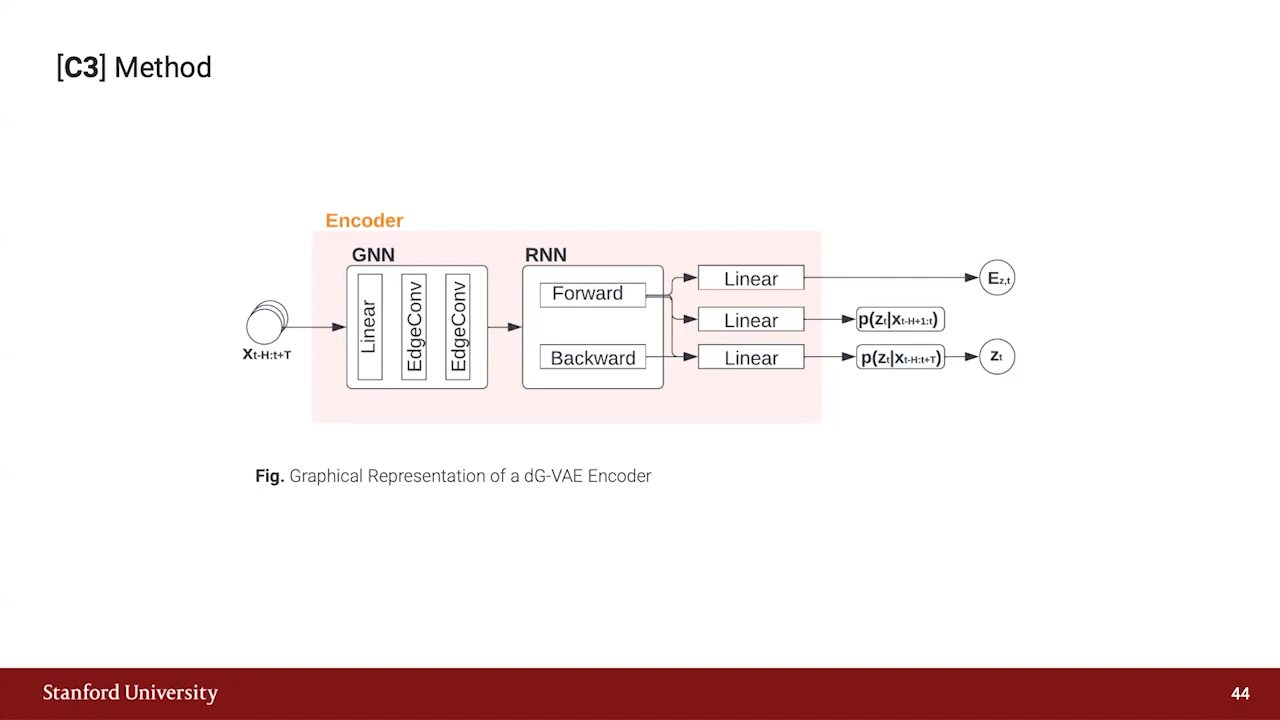 [C3] Method
Encoder
GNN
RNN
Linear
EdgeConv
EdgeConv
Forward
Backward
Linear
Linear
Linear
Ez,t
p(zt|xt-H+1:t)
p(zt|xt-H:t+T)
zt
xt-H:t+T
Fig. Graphical Representation of a dG-VAE Encoder
Stanford University
44